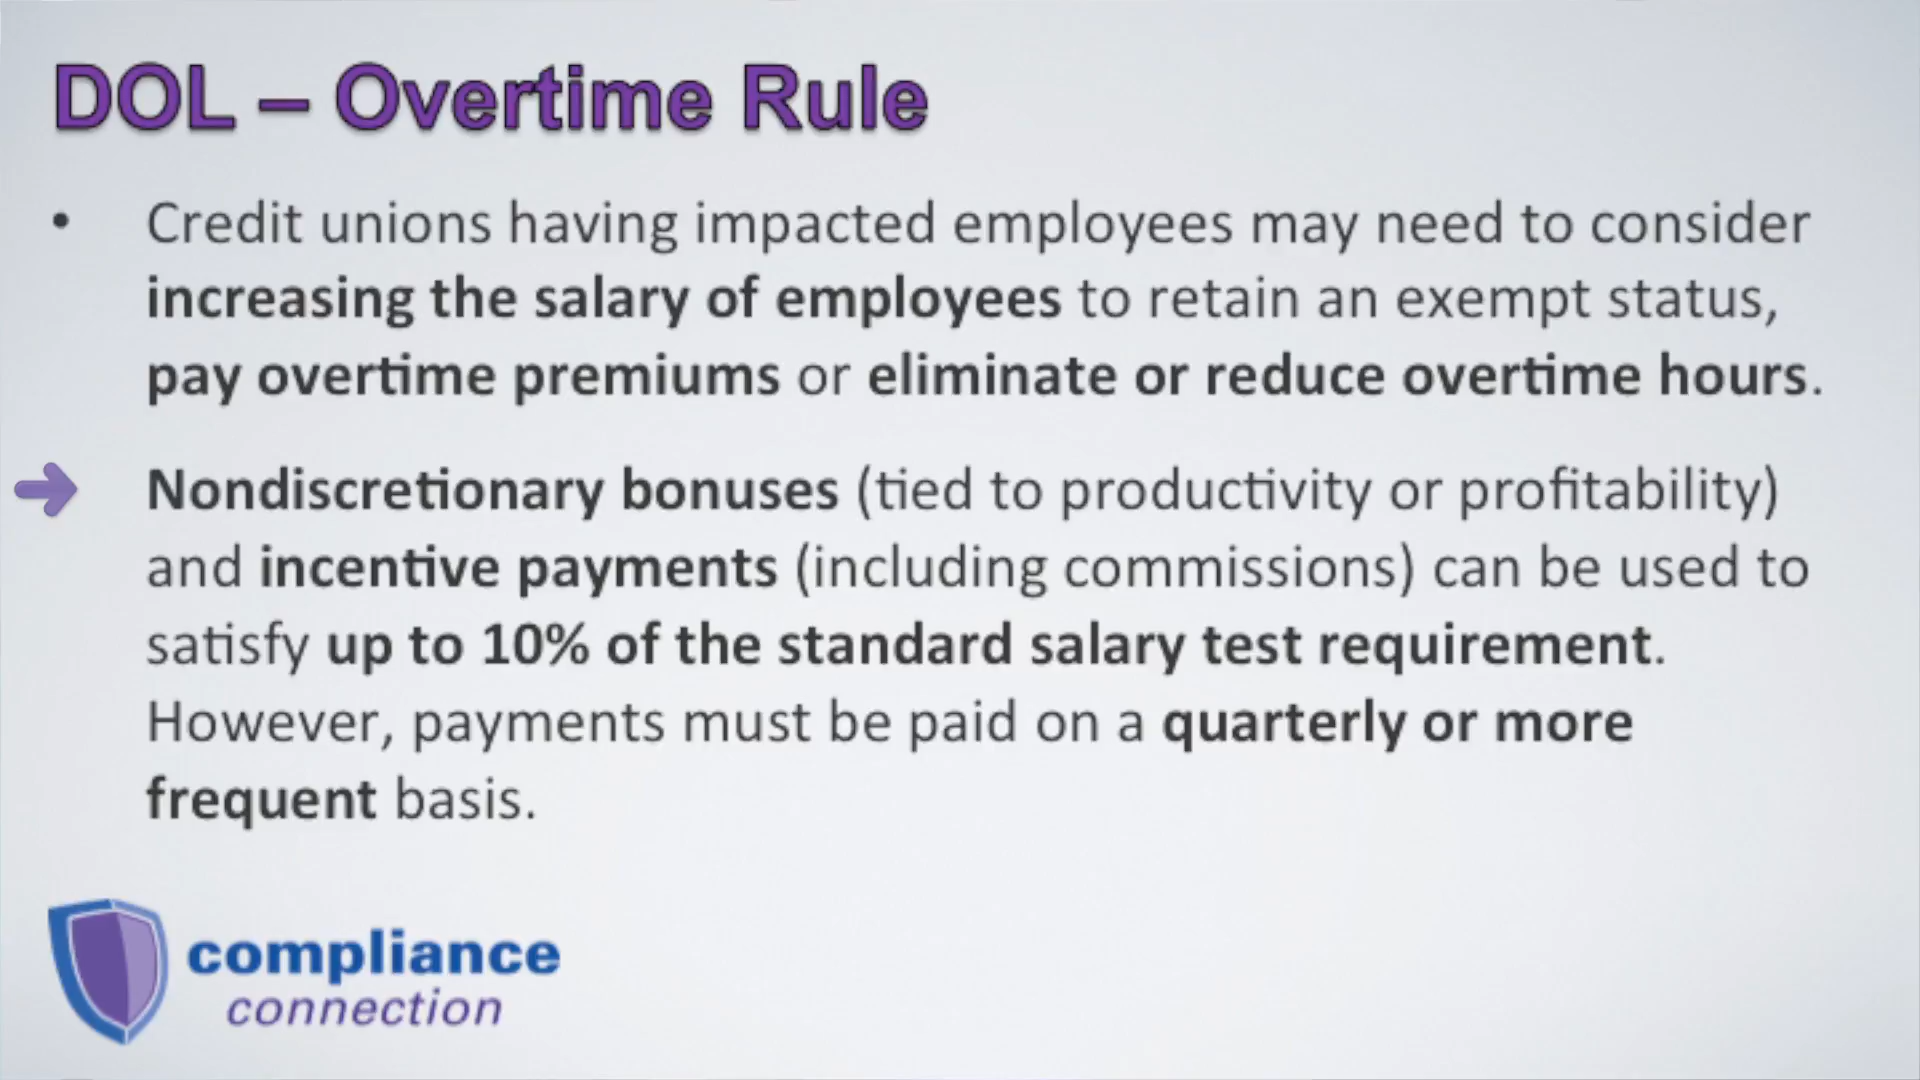 DOL – Overtime Rule
• Credit unions having impacted employees may need to consider
increasing the salary of employees to retain an exempt status,
pay overtime premiums or eliminate or reduce overtime hours.
Nondiscretionary bonuses (tied to productivity or profitability)
and incentive payments (including commissions) can be used to
satisfy up to 10% of the standard salary test requirement.
However, payments must be paid on a quarterly or more
frequent basis.
compliance
connection